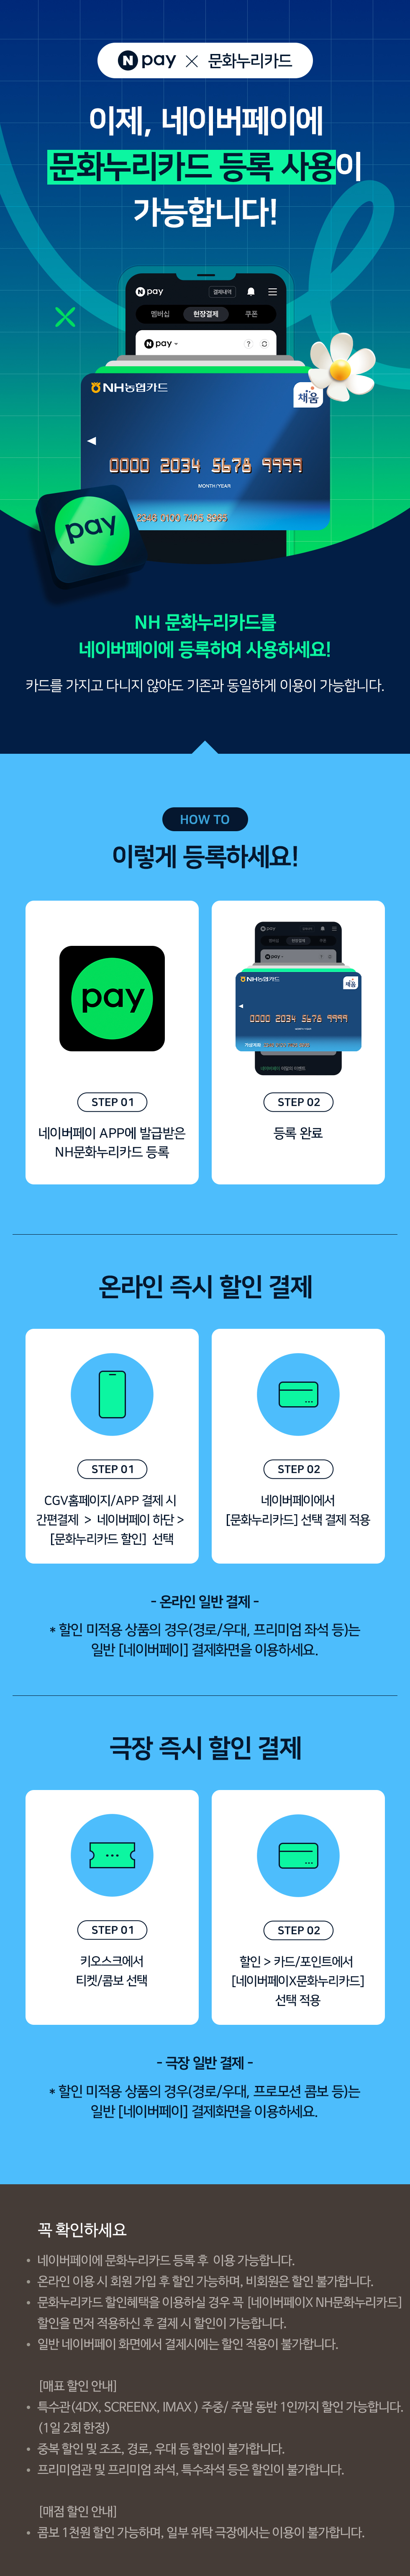 N pay × 문화누리카드
이제, 네이버페이에
문화누리카드 등록 사용이
가능합니다!
N pay 결제내역
멤버십 현장결제 쿠폰
N pay
NH농협카드
채움
0000 2034 5678 9999
MONTH/YEAR
pay
NH 문화누리카드를
네이버페이에 등록하여 사용하세요!
카드를 가지고 다니지 않아도 기존과 동일하게 이용이 가능합니다.
HOW TO
이렇게 등록하세요!
pay
NH농협카드
채움
0000 2034 5678 9999
STEP 01
네이버페이 APP에 발급받은
NH문화누리카드 등록
STEP 02
등록 완료
온라인 즉시 할인 결제
STEP 01
CGV홈페이지/APP 결제 시
간편결제 > 네이버페이 하단 >
[문화누리카드 할인] 선택
STEP 02
네이버페이에서
[문화누리카드] 선택 결제 적용
- 온라인 일반 결제 -
* 할인 미적용 상품의 경우(경로/우대, 프리미엄 좌석 등)는
일반 [네이버페이] 결제화면을 이용하세요.
극장 즉시 할인 결제
STEP 01
키오스크에서
티켓/콤보 선택
STEP 02
할인 > 카드/포인트에서
[네이버페이X문화누리카드]
선택 적용
- 극장 일반 결제 -
* 할인 미적용 상품의 경우(경로/우대, 프로모션 콤보 등)는
일반 [네이버페이] 결제화면을 이용하세요.
꼭 확인하세요
• 네이버페이에 문화누리카드 등록 후 이용 가능합니다.
• 온라인 이용 시 회원 가입 후 할인 가능하며, 비회원은 할인 불가합니다.
• 문화누리카드 할인혜택을 이용하실 경우 꼭 [네이버페이X NH문화누리카드]
할인을 먼저 적용하신 후 결제 시 할인이 가능합니다.
• 일반 네이버페이 화면에서 결제시에는 할인 적용이 불가합니다.
[매표 할인 안내]
• 특수관(4DX, SCREENX, IMAX ) 주중/ 주말 동반 1인까지 할인 가능합니다.
(1일 2회 한정)
• 중복 할인 및 조조, 경로, 우대 등 할인이 불가합니다.
• 프리미엄관 및 프리미엄 좌석, 특수좌석 등은 할인이 불가합니다.
[매점 할인 안내]
• 콤보 1천원 할인 가능하며, 일부 위탁 극장에서는 이용이 불가합니다.